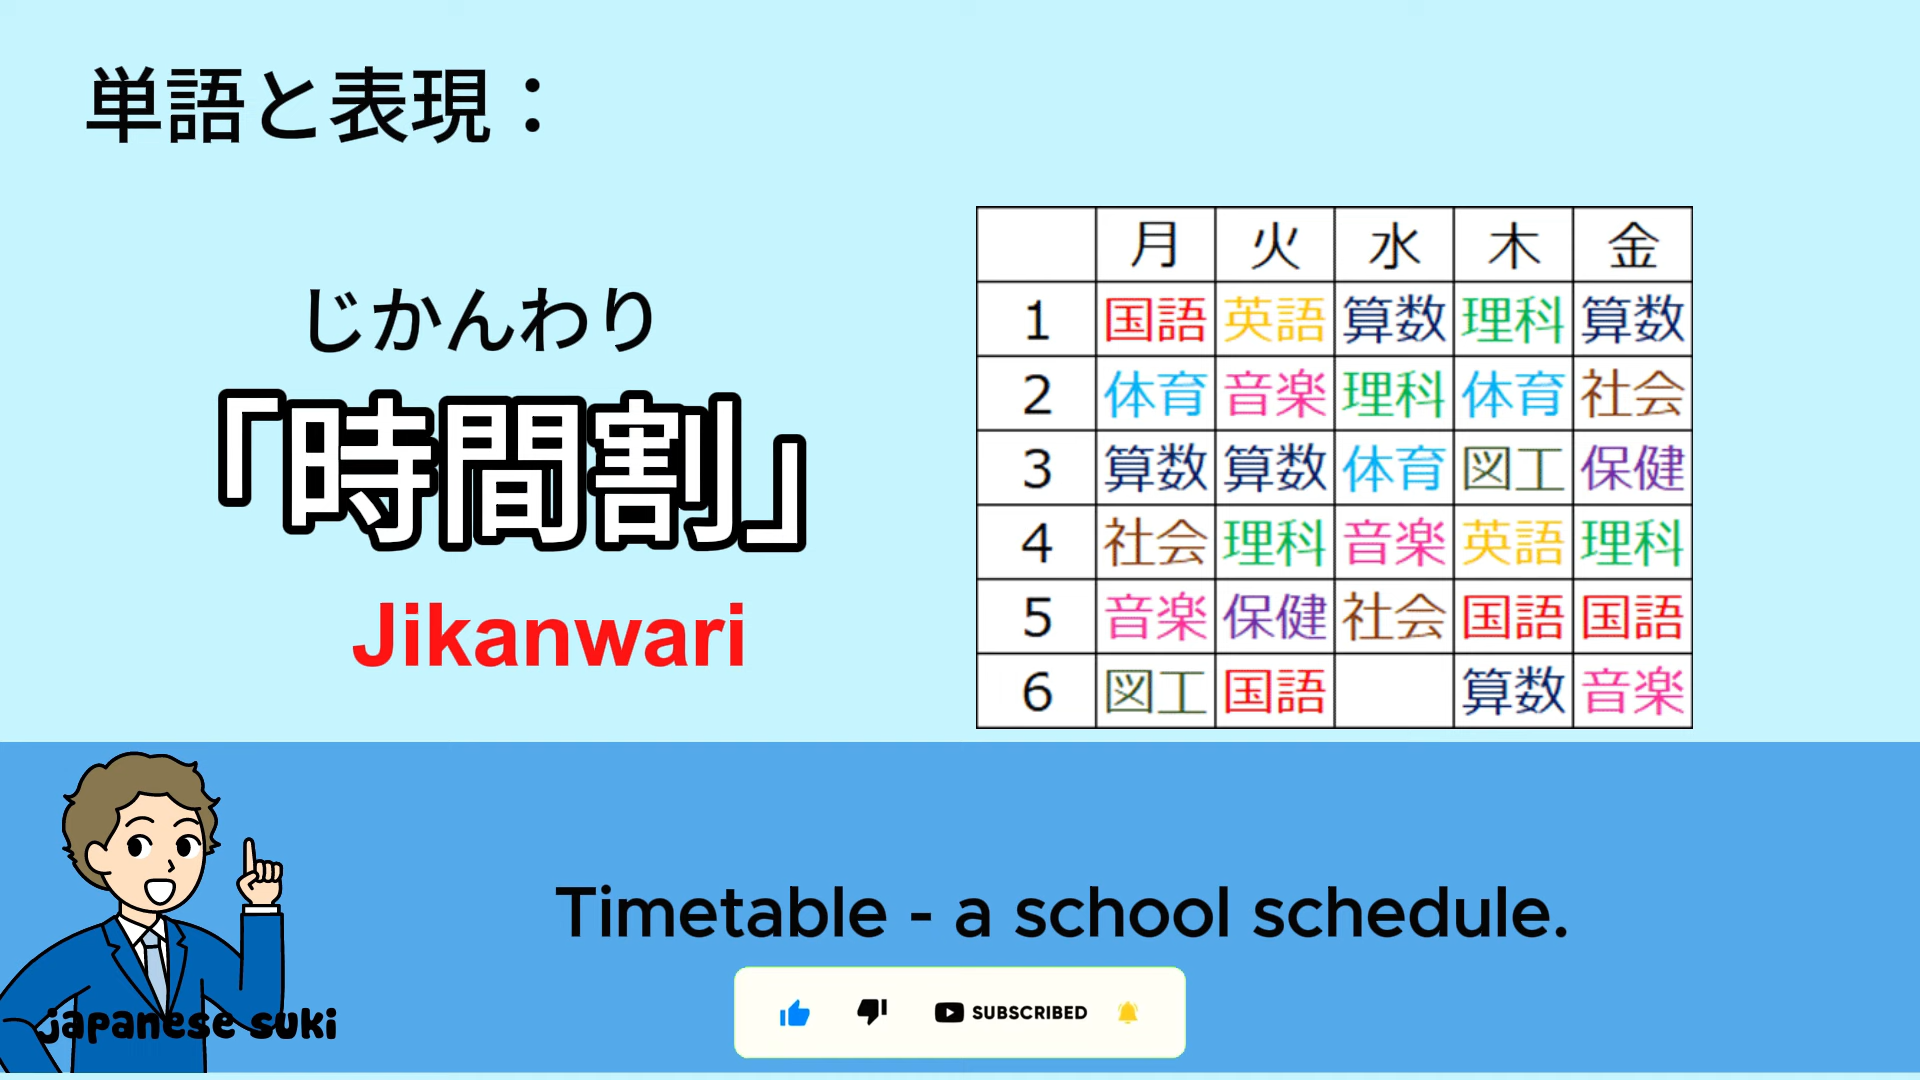 単語と表現：
じかんわり
「時間割」
Jikanwari
月 火 水 木 金
1 国語 英語 算数 理科 算数
2 体育 音楽 理科 体育 社会
3 算数 算数 体育 図工 保健
4 社会 理科 音楽 英語 理科
5 音楽 保健 社会 国語 国語
6 図工 国語 算数 音楽
Timetable - a school schedule.
SUBSCRIBED
japanese suki